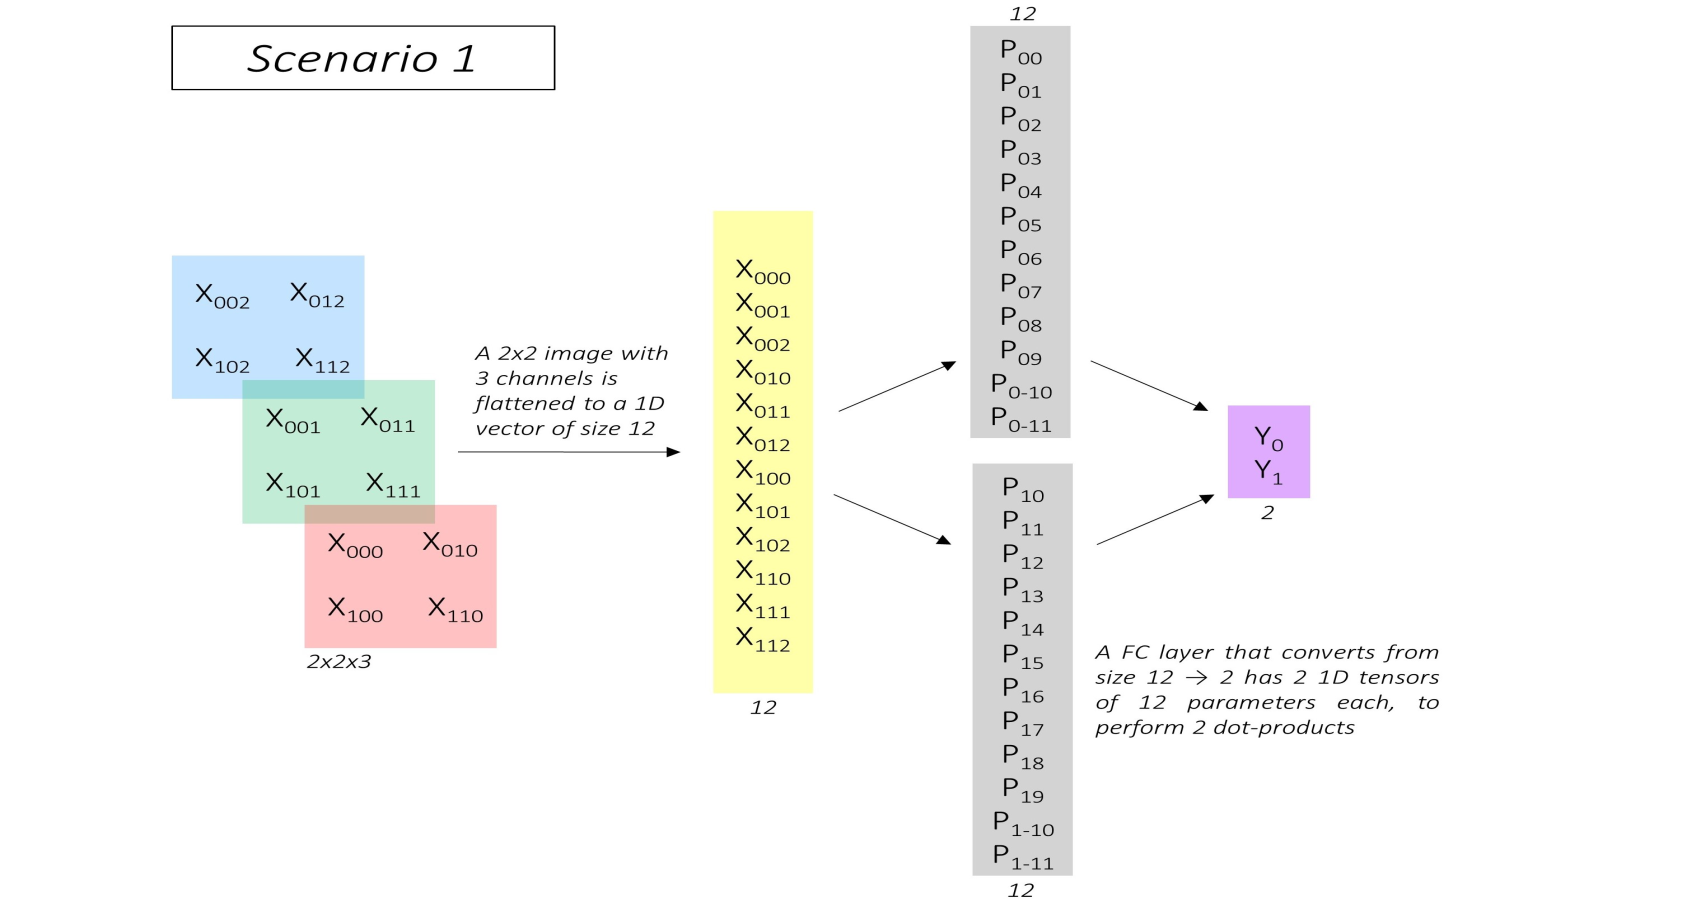 Scenario 1
X002 X012
X102 X112
X001 X011
X101 X111
X000 X010
X100 X110
2x2x3
A 2x2 image with
3 channels is
flattened to a 1D
vector of size 12
X000
X001
X002
X010
X011
X012
X100
X101
X102
X110
X111
X112
12
12
P00
P01
P02
P03
P04
P05
P06
P07
P08
P09
P0-10
P0-11
P10
P11
P12
P13
P14
P15
P16
P17
P18
P19
P1-10
P1-11
12
Y0
Y1
2
A FC layer that converts from
size 12 → 2 has 2 1D tensors
of 12 parameters each, to
perform 2 dot-products